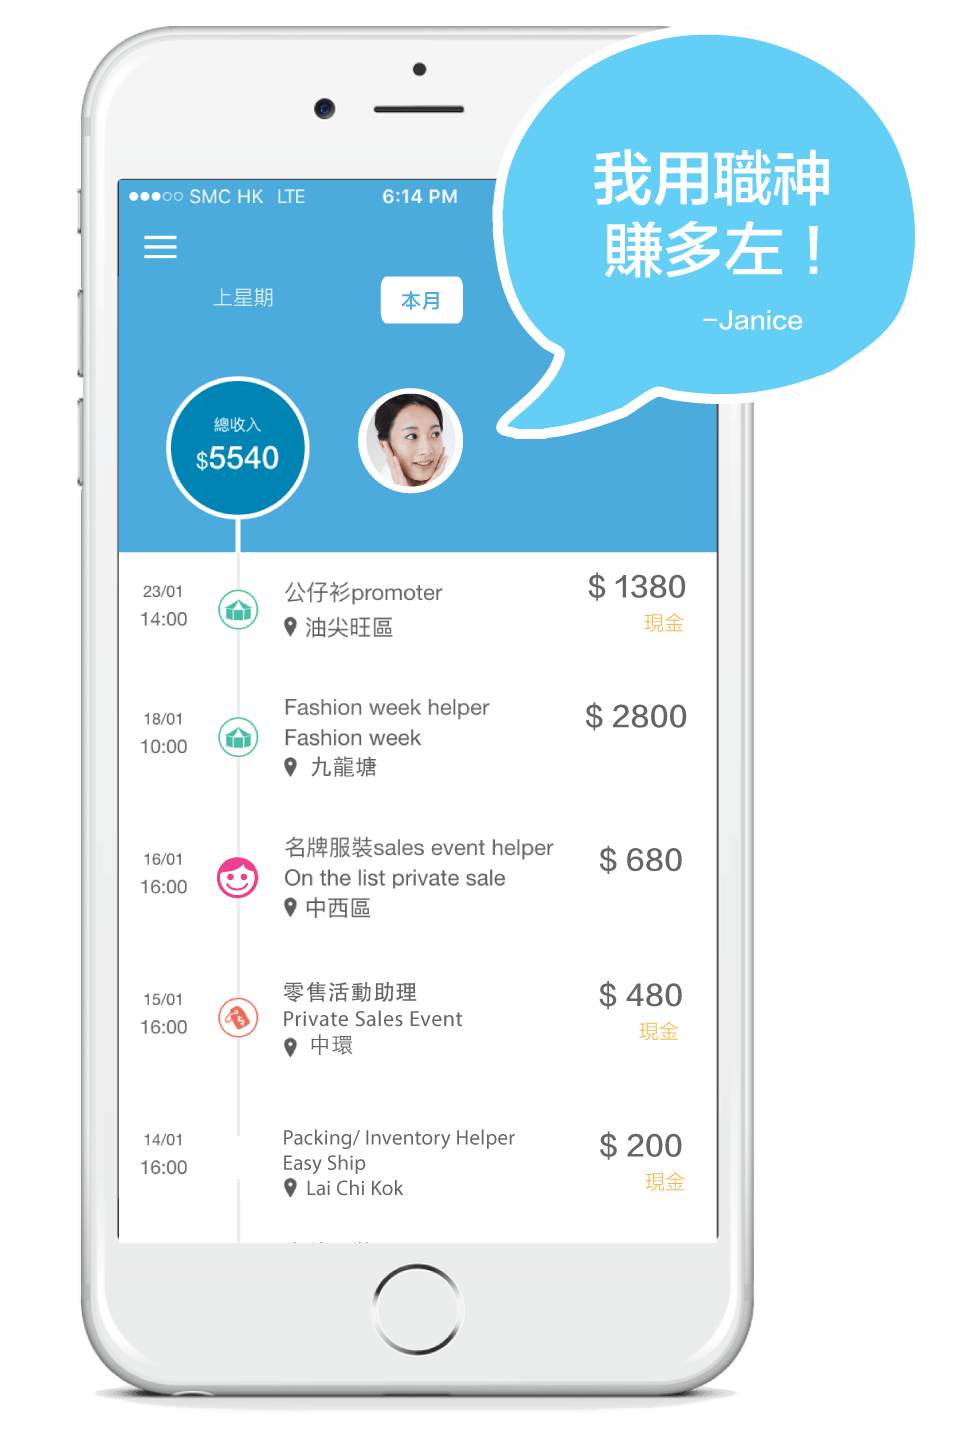 SMC HK LTE 6:14 PM
我用職神
賺多左！
-Janice
上星期 本月
總收入
$5540
23/01
14:00
公仔衫promoter
油尖旺區
$ 1380
現金
18/01
10:00
Fashion week helper
Fashion week
九龍塘
$ 2800
16/01
16:00
名牌服裝sales event helper
On the list private sale
中西區
$ 680
15/01
16:00
零售活動助理
Private Sales Event
中環
$ 480
現金
14/01
16:00
Packing/ Inventory Helper
Easy Ship
Lai Chi Kok
$ 200
現金